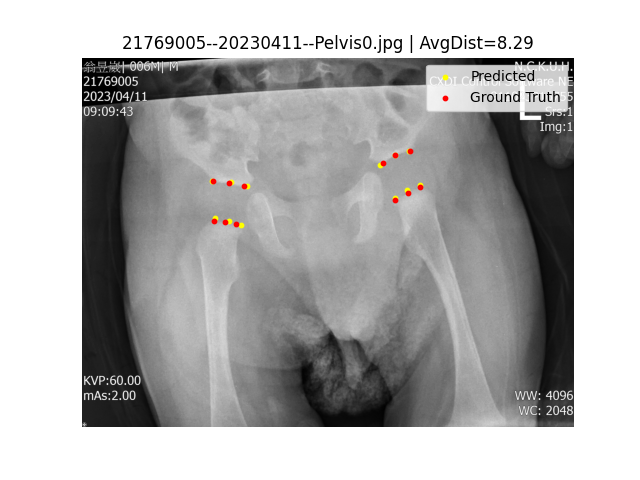 21769005--20230411--Pelvis0.jpg | AvgDist=8.29
006M| M
21769005
2023/04/11
09:09:43
N.C.K.U.H.
Predicted
Ground Truth
Srs:1
Img:1
L
KVP:60.00
mAs:2.00
WW: 4096
WC: 2048